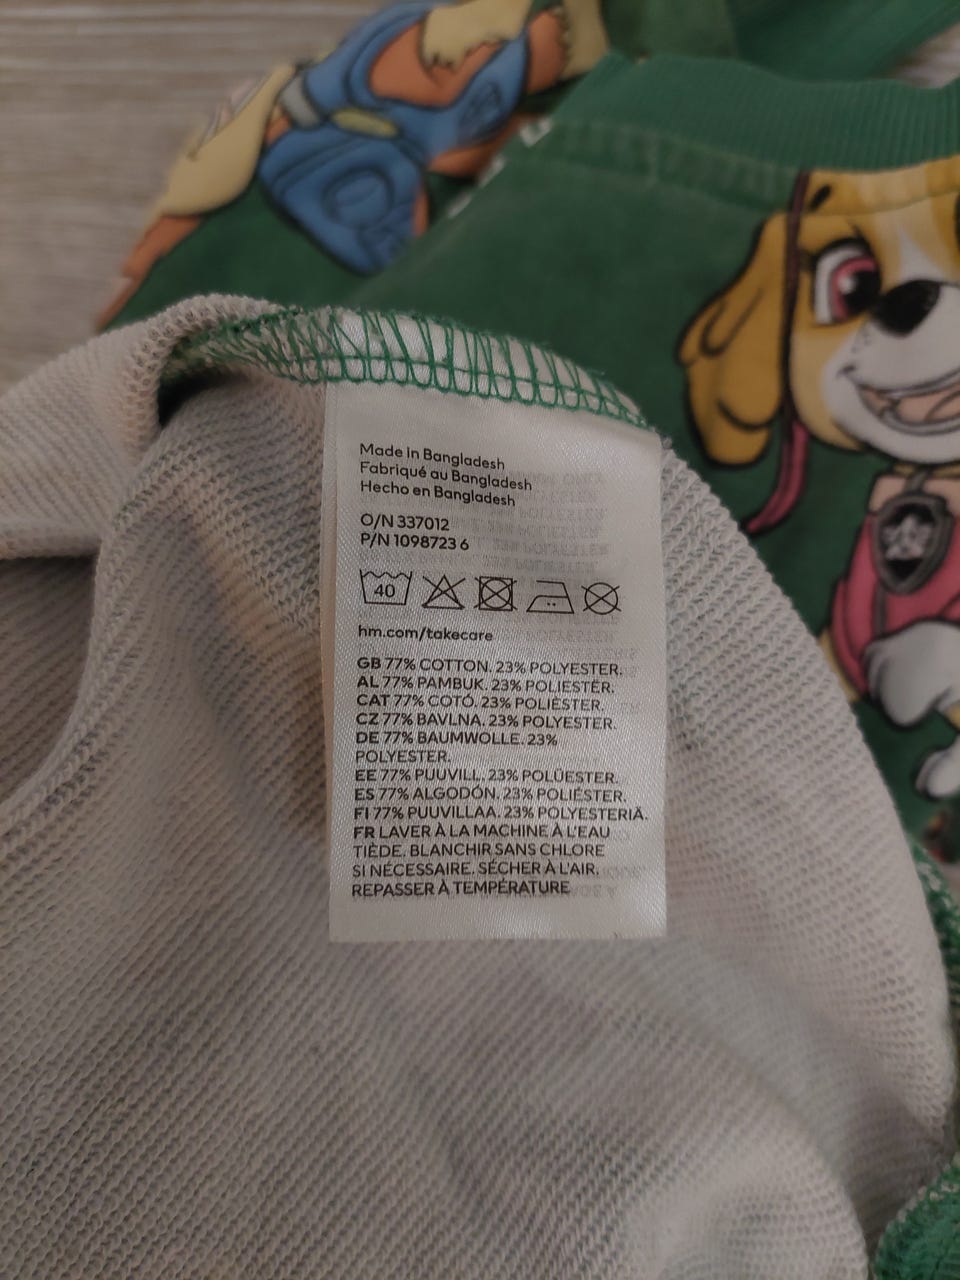 Made in Bangladesh
Fabriqué au Bangladesh
Hecho en Bangladesh
O/N 337012
P/N 1098723 6
40
hm.com/takecare
GB 77% COTTON. 23% POLYESTER.
AL 77% PAMBUK. 23% POLIESTËR.
CAT 77% COTÓ. 23% POLIÈSTER.
CZ 77% BAVLNA. 23% POLYESTER.
DE 77% BAUMWOLLE. 23%
POLYESTER.
EE 77% PUUVILL. 23% POLÜESTER.
ES 77% ALGODÓN. 23% POLIÉSTER.
FI 77% PUUVILLAA. 23% POLYESTERIÄ.
FR LAVER À LA MACHINE À L'EAU
TIÈDE. BLANCHIR SANS CHLORE
SI NÉCESSAIRE. SÉCHER À L'AIR.
REPASSER À TEMPÉRATURE